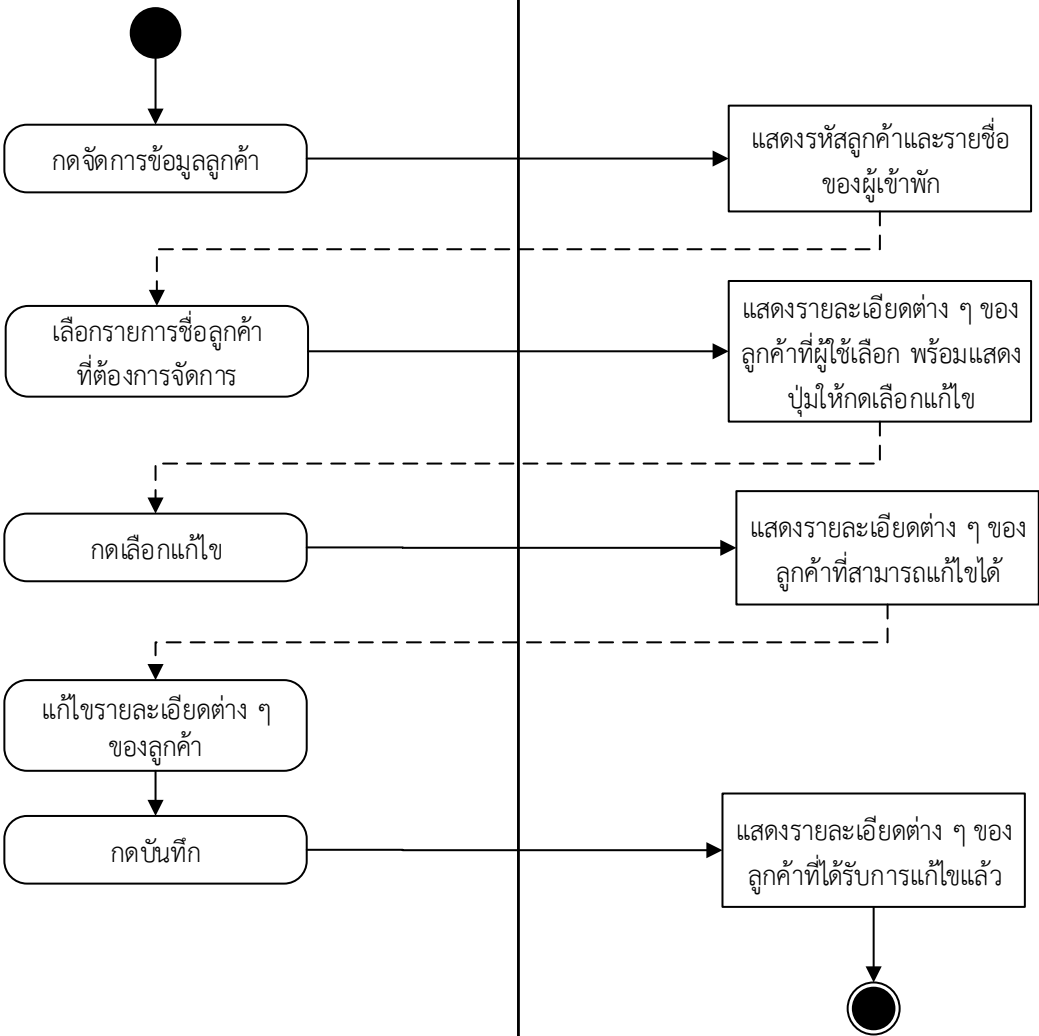 กดจัดการข้อมูลลูกค้า
แสดงรหัสลูกค้าและรายชื่อ
ของผู้เข้าพัก
เลือกรายการชื่อลูกค้า
ที่ต้องการจัดการ
แสดงรายละเอียดต่าง ๆ ของ
ลูกค้าที่ผู้ใช้เลือก พร้อมแสดง
ปุ่มให้กดเลือกแก้ไข
กดเลือกแก้ไข
แสดงรายละเอียดต่าง ๆ ของ
ลูกค้าที่สามารถแก้ไขได้
แก้ไขรายละเอียดต่าง ๆ
ของลูกค้า
กดบันทึก
แสดงรายละเอียดต่าง ๆ ของ
ลูกค้าที่ได้รับการแก้ไขแล้ว